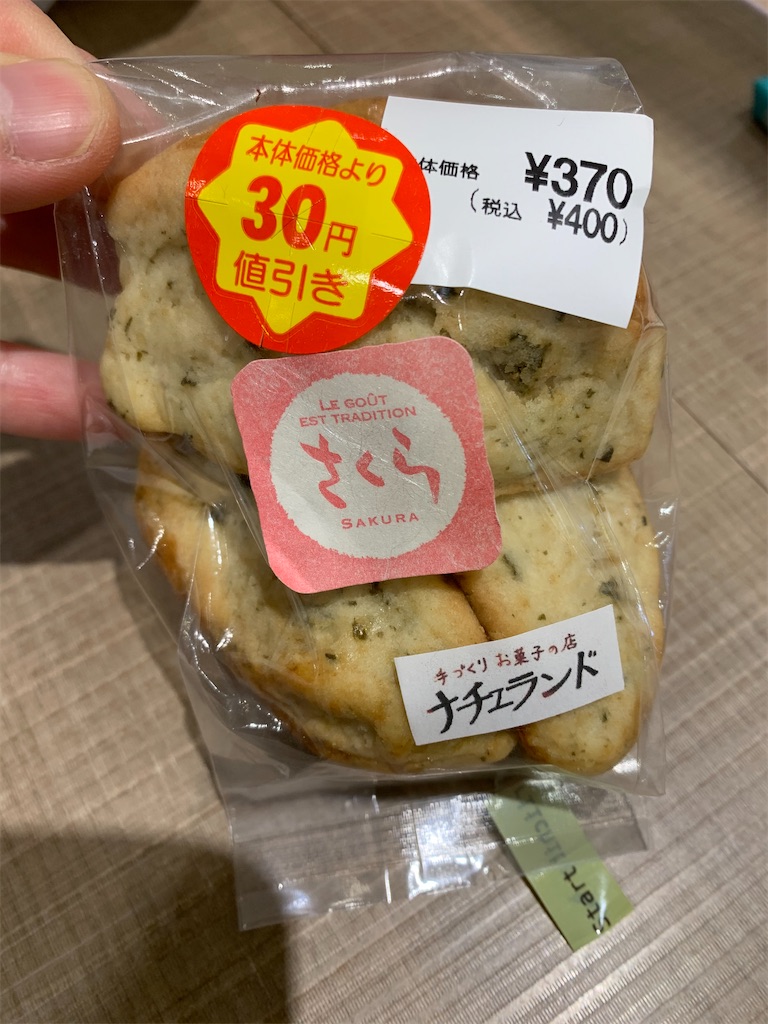 本体価格より
30円
値引き
体価格 ¥370
(税込 ¥400)
LE GOÛT
EST TRADITION
さくら
SAKURA
手づくり お菓子の店
ナチュランド
Start